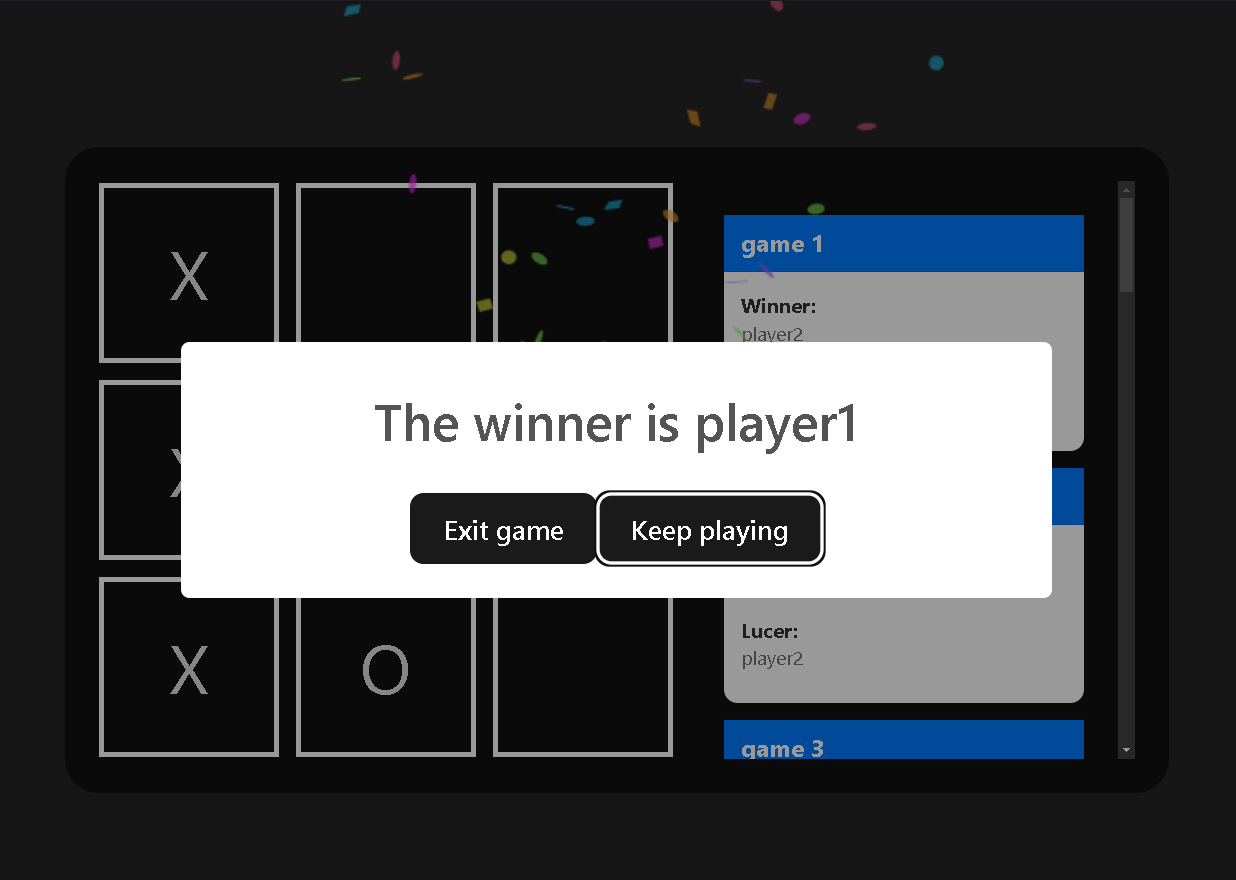 X
game 1
Winner:
player2
The winner is player1
X
Exit game
Keep playing
Lucer:
player2
X
O
game 3